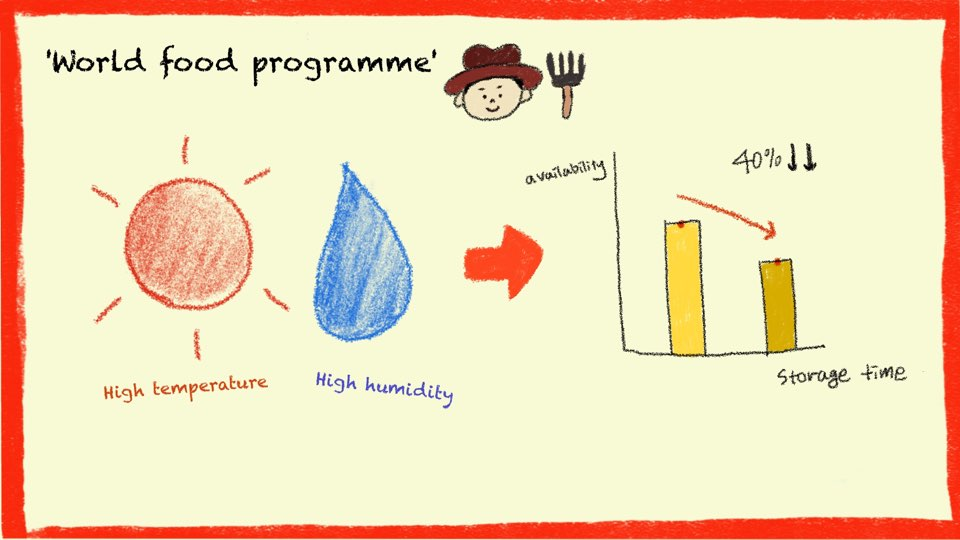 'World food programme'
availability
40%↓↓
High temperature
High humidity
Storage time